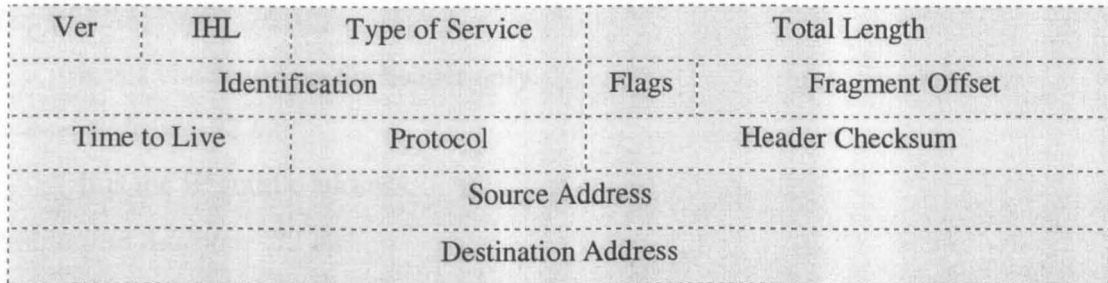 Ver IHL Type of Service Total Length
Identification Flags Fragment Offset
Time to Live Protocol Header Checksum
Source Address
Destination Address